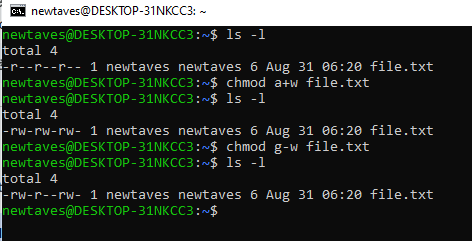 newtaves@DESKTOP-31NKCC3: ~
newtaves@DESKTOP-31NKCC3:~$ ls -l
total 4
-r--r--r-- 1 newtaves newtaves 6 Aug 31 06:20 file.txt
newtaves@DESKTOP-31NKCC3:~$ chmod a+w file.txt
newtaves@DESKTOP-31NKCC3:~$ ls -l
total 4
-rw-rw-rw- 1 newtaves newtaves 6 Aug 31 06:20 file.txt
newtaves@DESKTOP-31NKCC3:~$ chmod g-w file.txt
newtaves@DESKTOP-31NKCC3:~$ ls -l
total 4
-rw-r--rw- 1 newtaves newtaves 6 Aug 31 06:20 file.txt
newtaves@DESKTOP-31NKCC3:~$